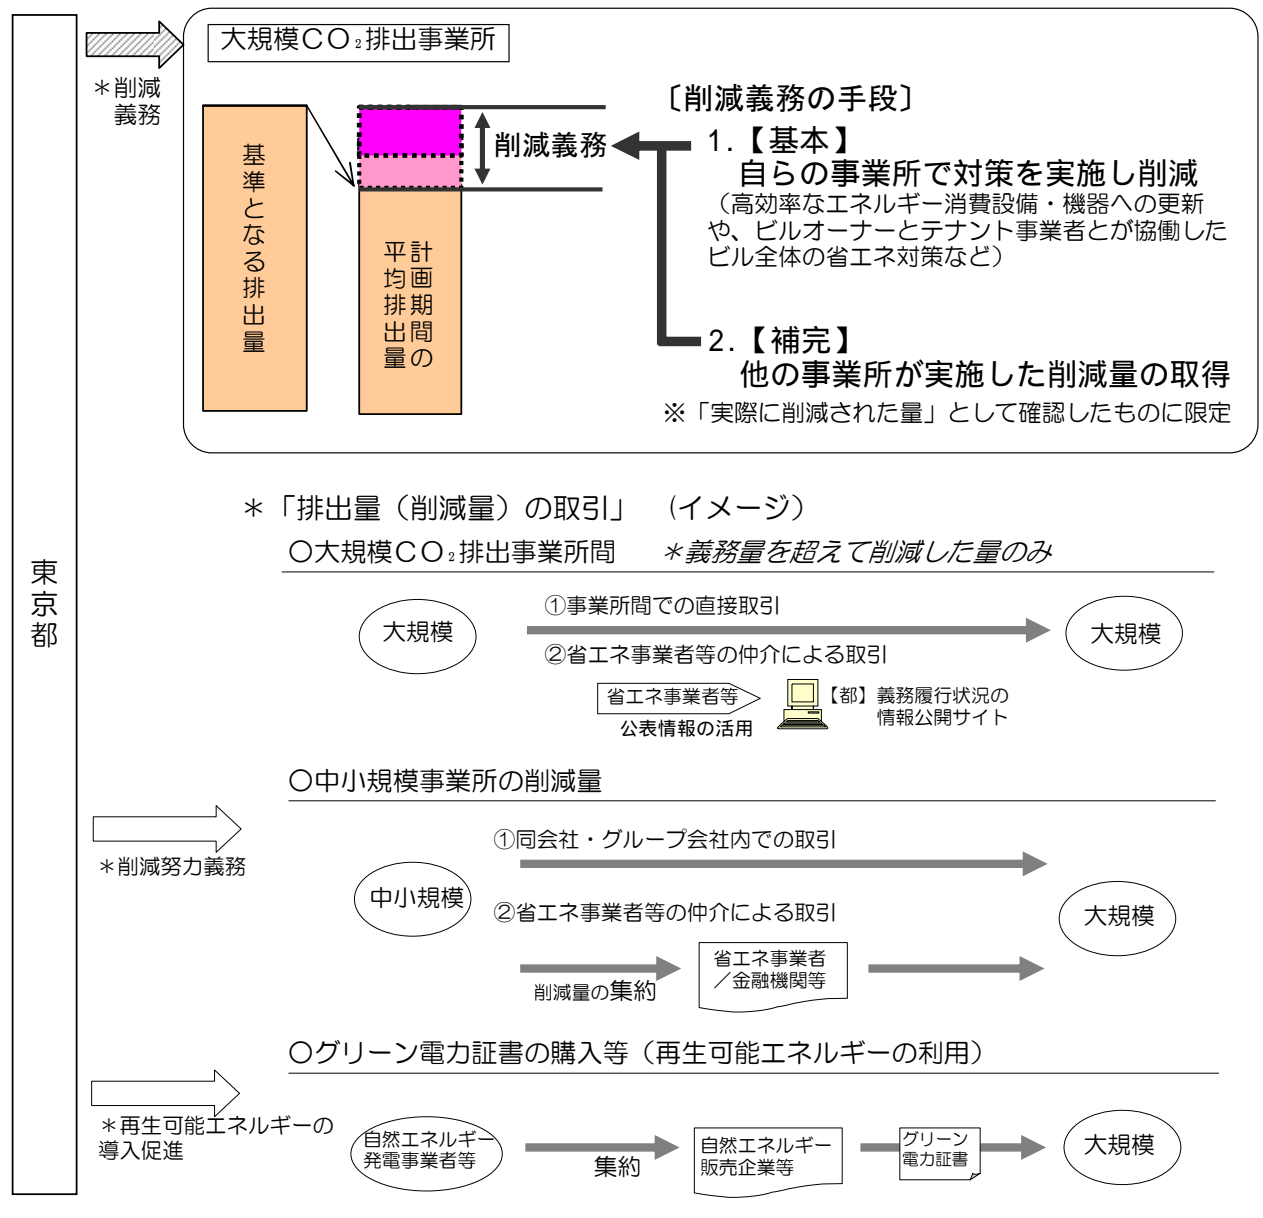 東京都
＊削減
義務
大規模ＣＯ₂排出事業所
基準となる排出量
計画期間の
平均排出量
削減義務
〔削減義務の手段〕
1.【基本】
自らの事業所で対策を実施し削減
（高効率なエネルギー消費設備・機器への更新
や、ビルオーナーとテナント事業者とが協働した
ビル全体の省エネ対策など）
2.【補完】
他の事業所が実施した削減量の取得
※「実際に削減された量」として確認したものに限定
＊「排出量（削減量）の取引」　（イメージ）
〇大規模ＣＯ₂排出事業所間　＊義務量を超えて削減した量のみ
大規模
①事業所間での直接取引
②省エネ事業者等の仲介による取引
大規模
省エネ事業者等
公表情報の活用
【都】義務履行状況の
情報公開サイト
〇中小規模事業所の削減量
＊削減努力義務
①同会社・グループ会社内での取引
中小規模
②省エネ事業者等の仲介による取引
大規模
削減量の集約
省エネ事業者
／金融機関等
〇グリーン電力証書の購入等（再生可能エネルギーの利用）
＊再生可能エネルギーの
導入促進
自然エネルギー
発電事業者等
集約
自然エネルギー
販売企業等
グリーン
電力証書
大規模